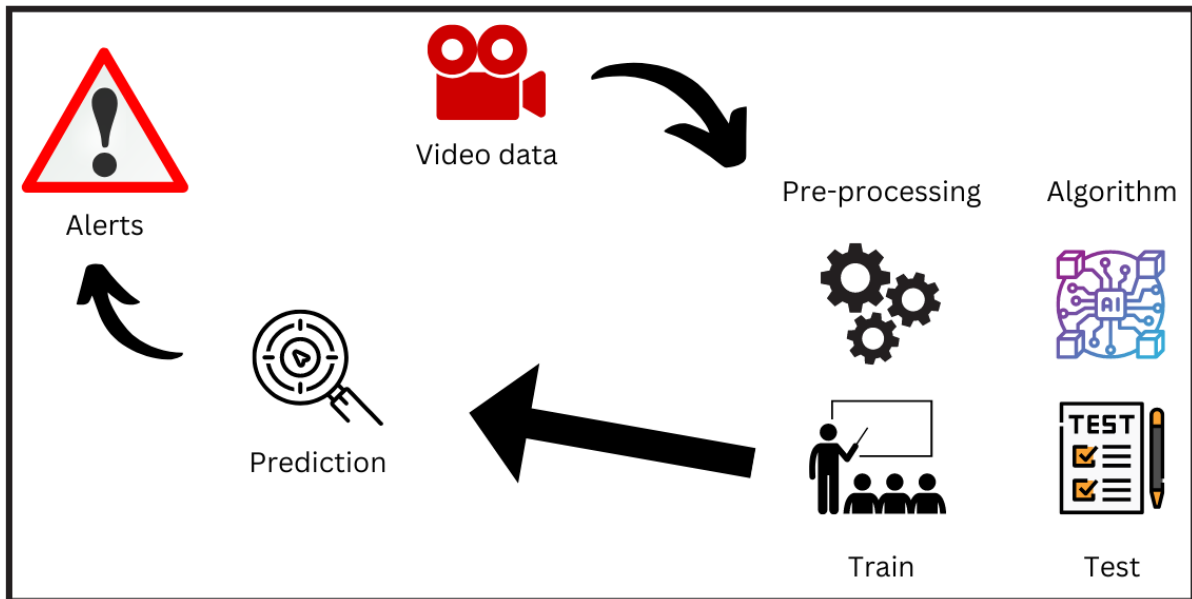 Video data
Alerts
Pre-processing
Algorithm
AI
TEST
Prediction
Train
Test